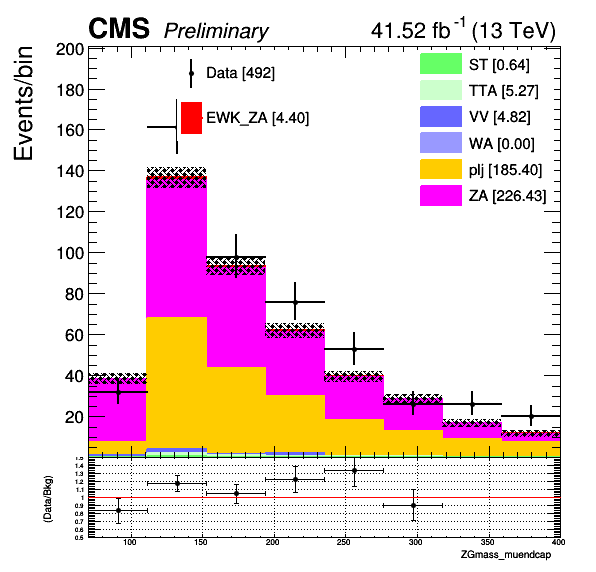 CMS Preliminary 41.52 fb⁻¹ (13 TeV)
Events/bin
200
180
160
140
120
100
80
60
40
20
Data [492]
EWK_ZA [4.40]
ST [0.64]
TTA [5.27]
VV [4.82]
WA [0.00]
plj [185.40]
ZA [226.43]
(Data/Bkg)
1.5
1.4
1.3
1.2
1.1
1
0.9
0.8
0.7
0.6
0.5
100 150 200 250 300 350 400
ZGmass_muendcap